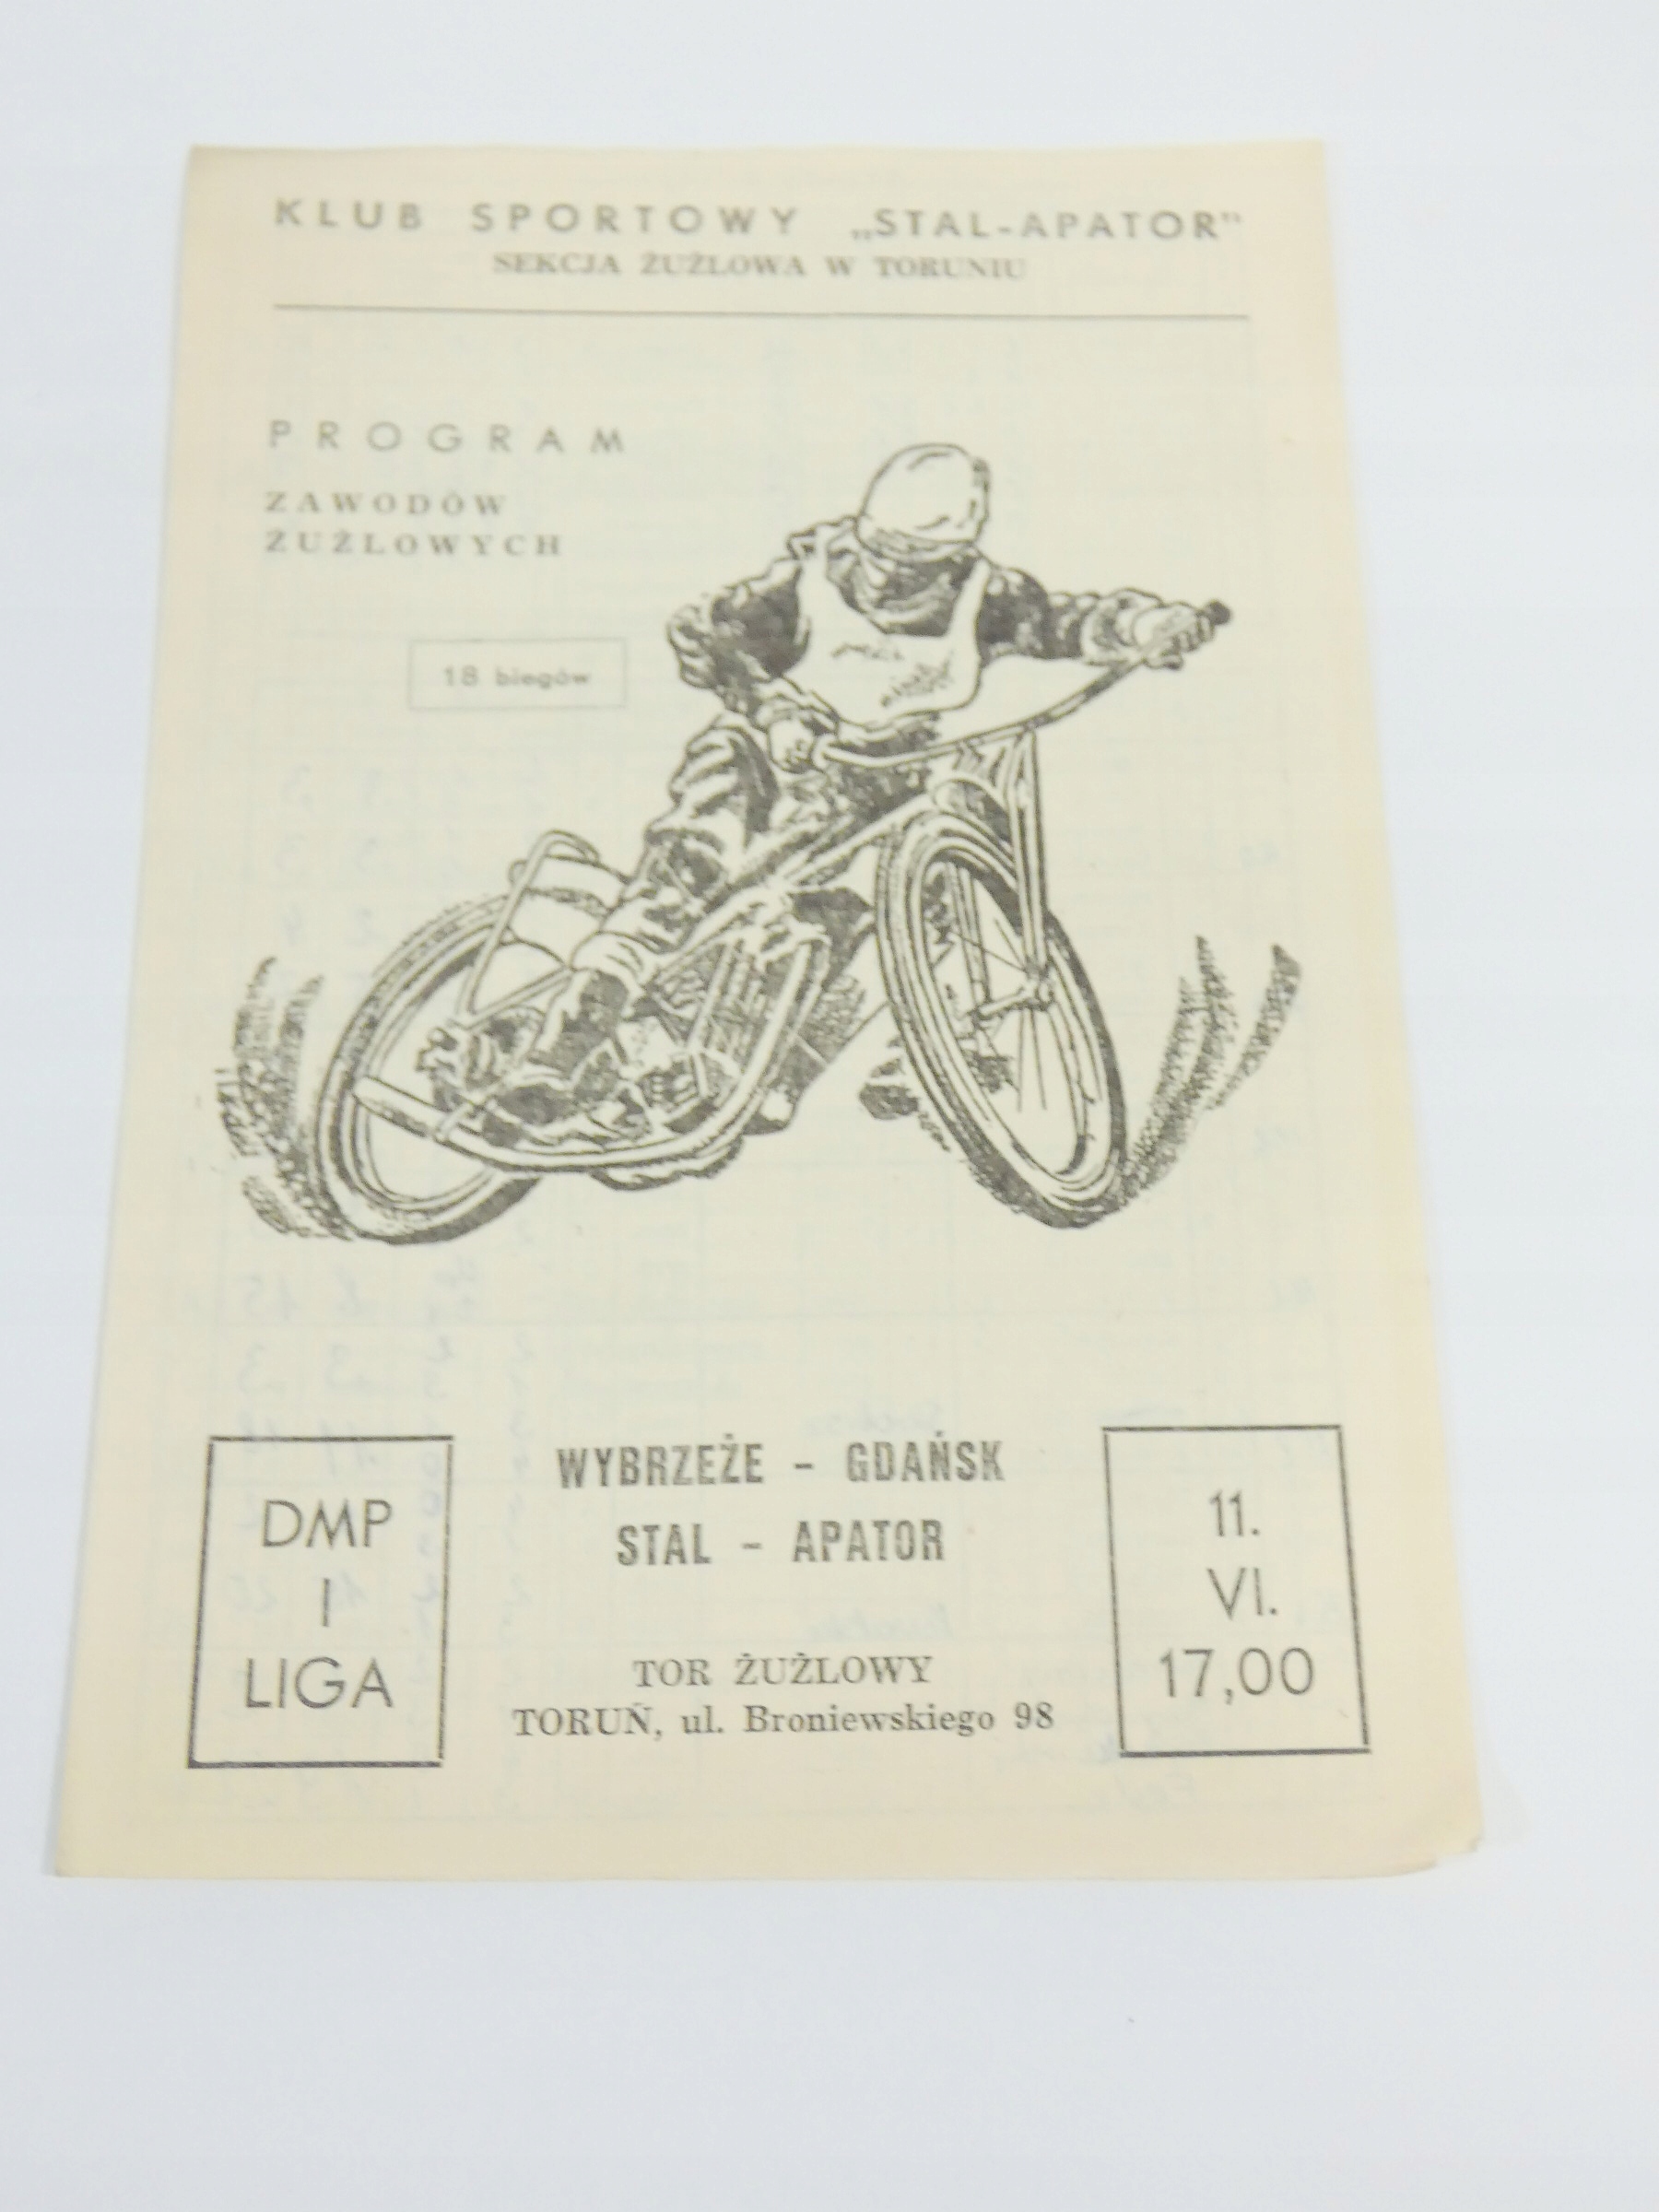 KLUB SPORTOWY „STAL-APATOR"
SEKCJA ŻUŻLOWA W TORUNIU
PROGRAM
ZAWODÓW
ŻUŻLOWYCH
18 biegów
DMP
I
LIGA
WYBRZEŻE - GDAŃSK
STAL - APATOR
TOR ŻUŻLOWY
TORUŃ, ul. Broniewskiego 98
11.
VI.
17,00